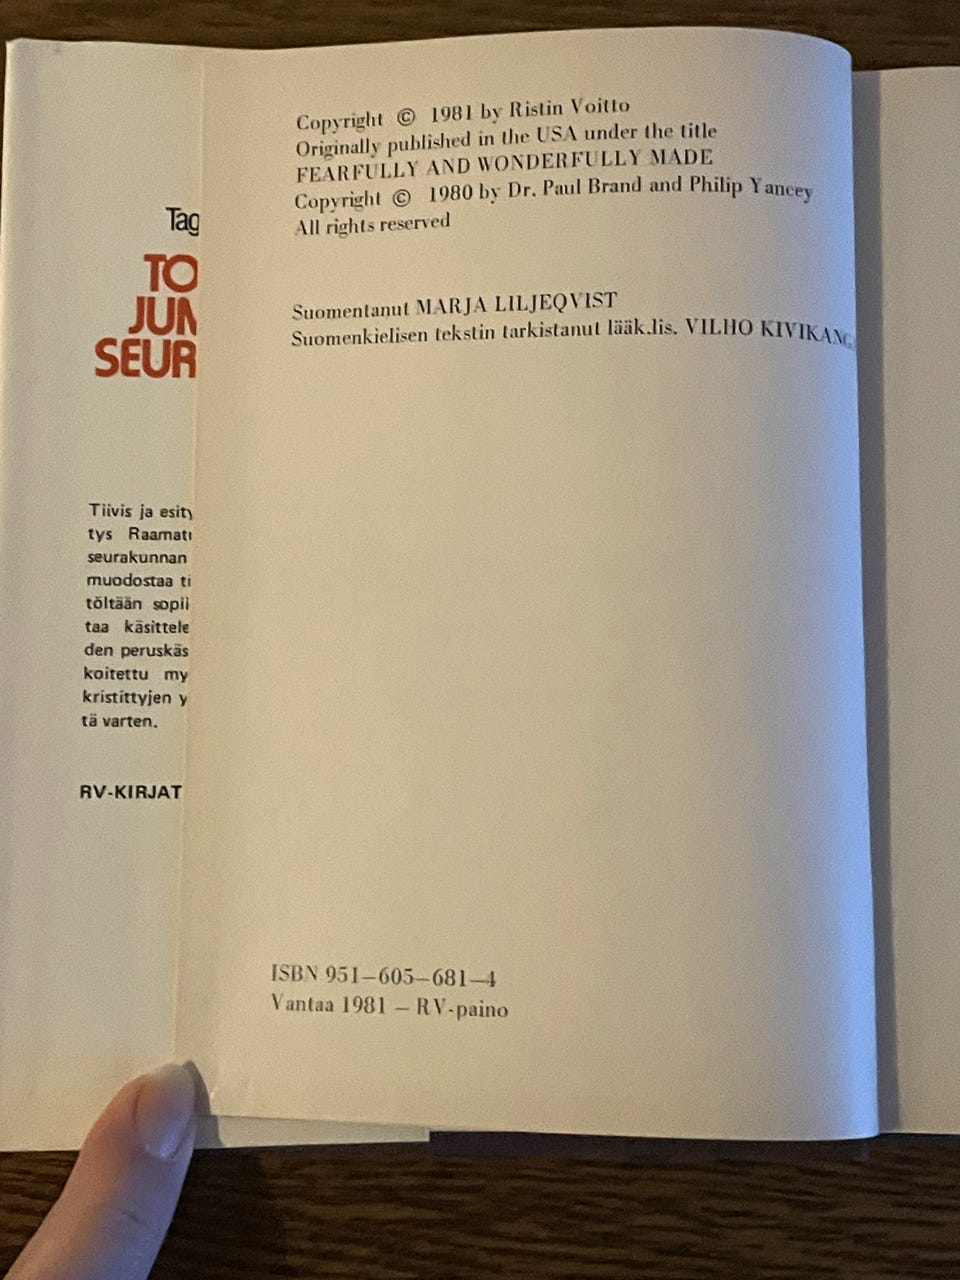 Tag
TO
JUM
SEUR
Tiivis ja esity
tys Raamatu
seurakunnan
muodostaa ti
töltään sopii
taa käsittele
den peruskäs
koitettu my
kristittyjen y
tä varten.
RV-KIRJAT
Copyright © 1981 by Ristin Voitto
Originally published in the USA under the title
FEARFULLY AND WONDERFULLY MADE
Copyright © 1980 by Dr. Paul Brand and Philip Yancey
All rights reserved
Suomentanut MARJA LILJEQVIST
Suomenkielisen tekstin tarkistanut lääk.lis. VILHO KIVIKANG
ISBN 951–605–681–4
Vantaa 1981 – RV-paino